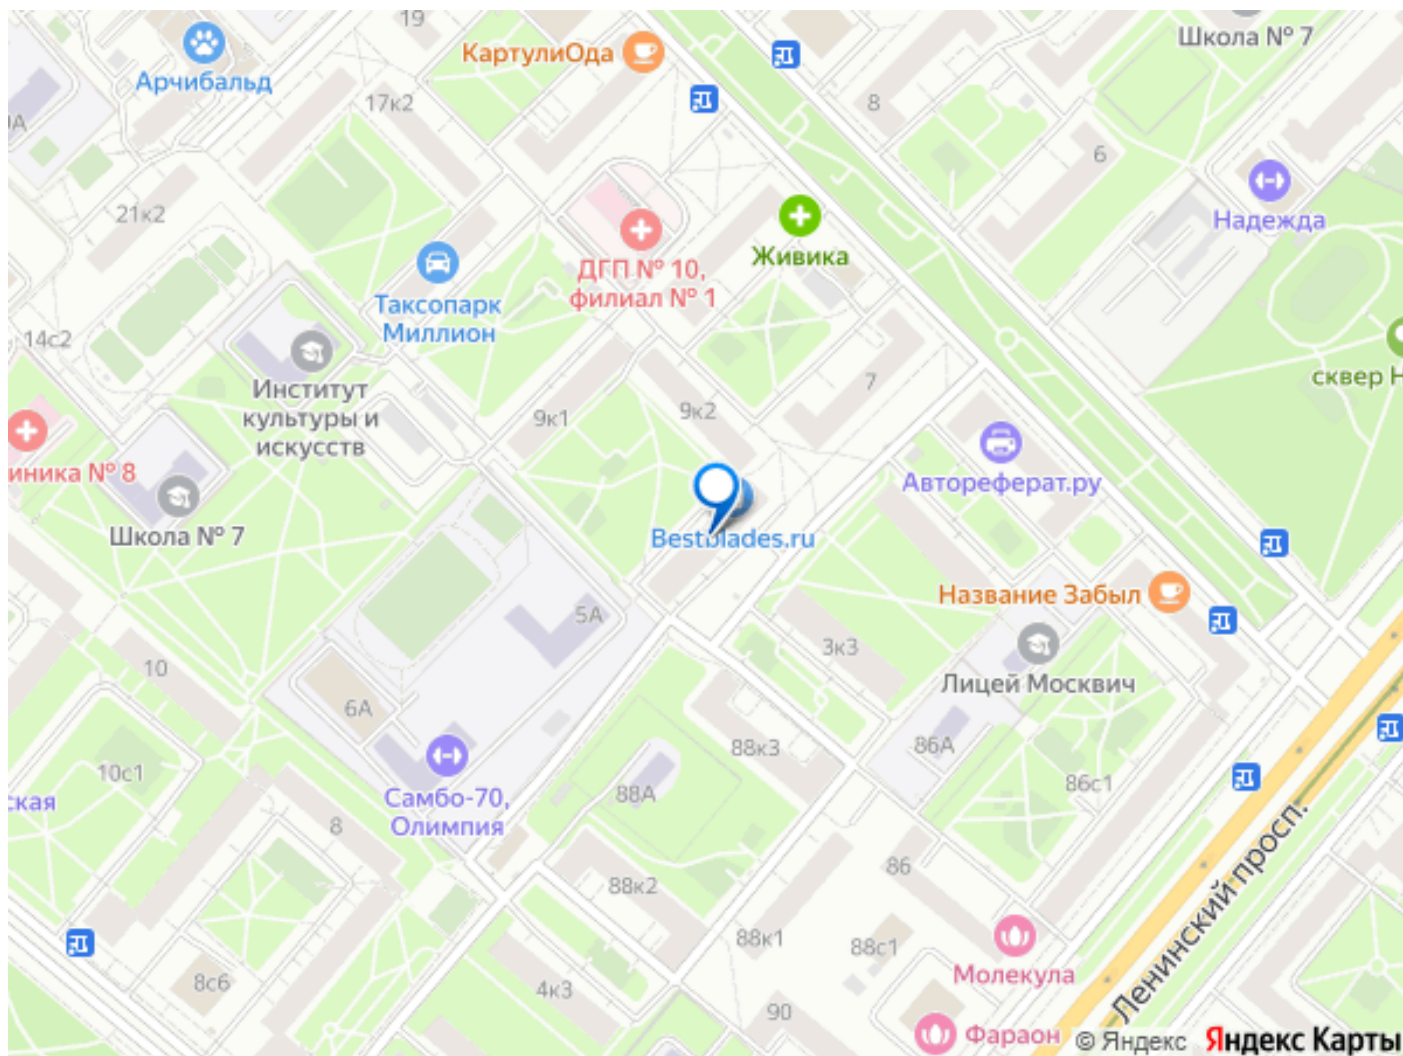 19
КартулиОда
Школа № 7
Арчибальд
17к2
8
6
21к2
Надежда
Живика
ДГП № 10,
филиал № 1
Таксопарк
Миллион
14с2
Институт
культуры и
искусств
9к1
9к2
7
сквер Н
иника № 8
Автореферат.ру
Школа № 7
Bestblades.ru
Название Забыл
5А
3к3
Лицей Москвич
10
6А
88к3
86А
86с1
10с1
ская
88А
Самбо-70,
Олимпия
8
Ленинский просп.
88к2
86
88к1
88с1
Молекула
8с6
4к3
90
Фараон
© Яндекс Яндекс Карты